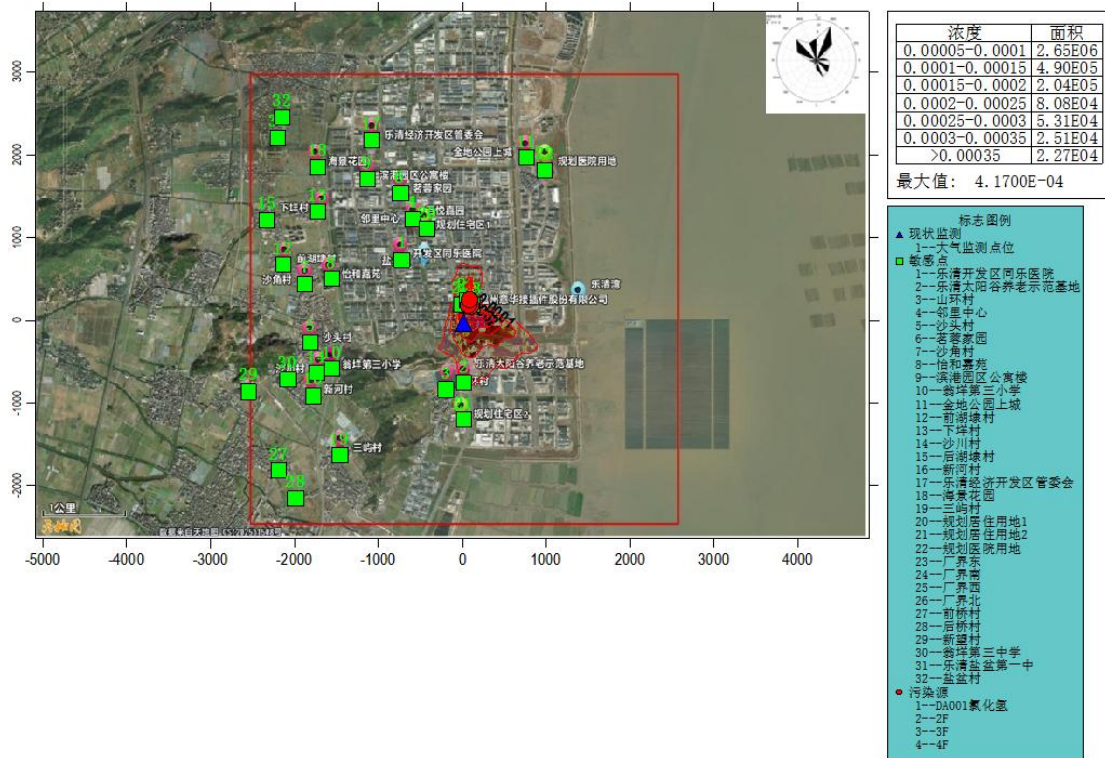 浓度 面积
0.00005-0.0001 2.65E06
0.0001-0.00015 4.90E05
0.00015-0.0002 2.04E05
0.0002-0.00025 8.08E04
0.00025-0.0003 5.31E04
0.0003-0.00035 2.51E04
>0.00035 2.27E04
最大值: 4.1700E-04
标志图例
现状监测
1--大气监测点位
敏感点
1--乐清开发区同乐医院
2--乐清太阳谷养老示范基地
3--山环村
4--邻里中心
5--沙头村
6--茗蓉家园
7--沙角村
8--怡和嘉苑
9--滨港园区公寓楼
10--翁垟第三小学
11--金地公园上城
12--前湖埭村
13--下垟村
14--沙川村
15--后湖埭村
16--新河村
17--乐清经济开发区管委会
18--海景花园
19--三屿村
20--规划居住用地1
21--规划居住用地2
22--规划医院用地
23--厂界东
24--厂界南
25--厂界西
26--厂界北
27--前桥村
28--后桥村
29--新塱村
30--翁垟第三中学
31--乐清盐盆第一中
32--盐盆村
污染源
1--DA001氯化氢
2--2F
3--3F
4--4F
3000
2000
1000
0
-1000
-2000
-5000 -4000 -3000 -2000 -1000 0 1000 2000 3000 4000
32
乐清经济开发区管委会
金地公园上城
规划医院用地
海景花园
滨港园区公寓楼
茗蓉家园
15 下垟村
邻里中心
规划住宅区1
开发区同乐医院
沙角村
怡和嘉苑
乐清湾
沙头村
30
翁垟第三小学
乐清太阳谷养老示范基地
29
新河村
规划住宅区2
三屿村
27
28
1公里